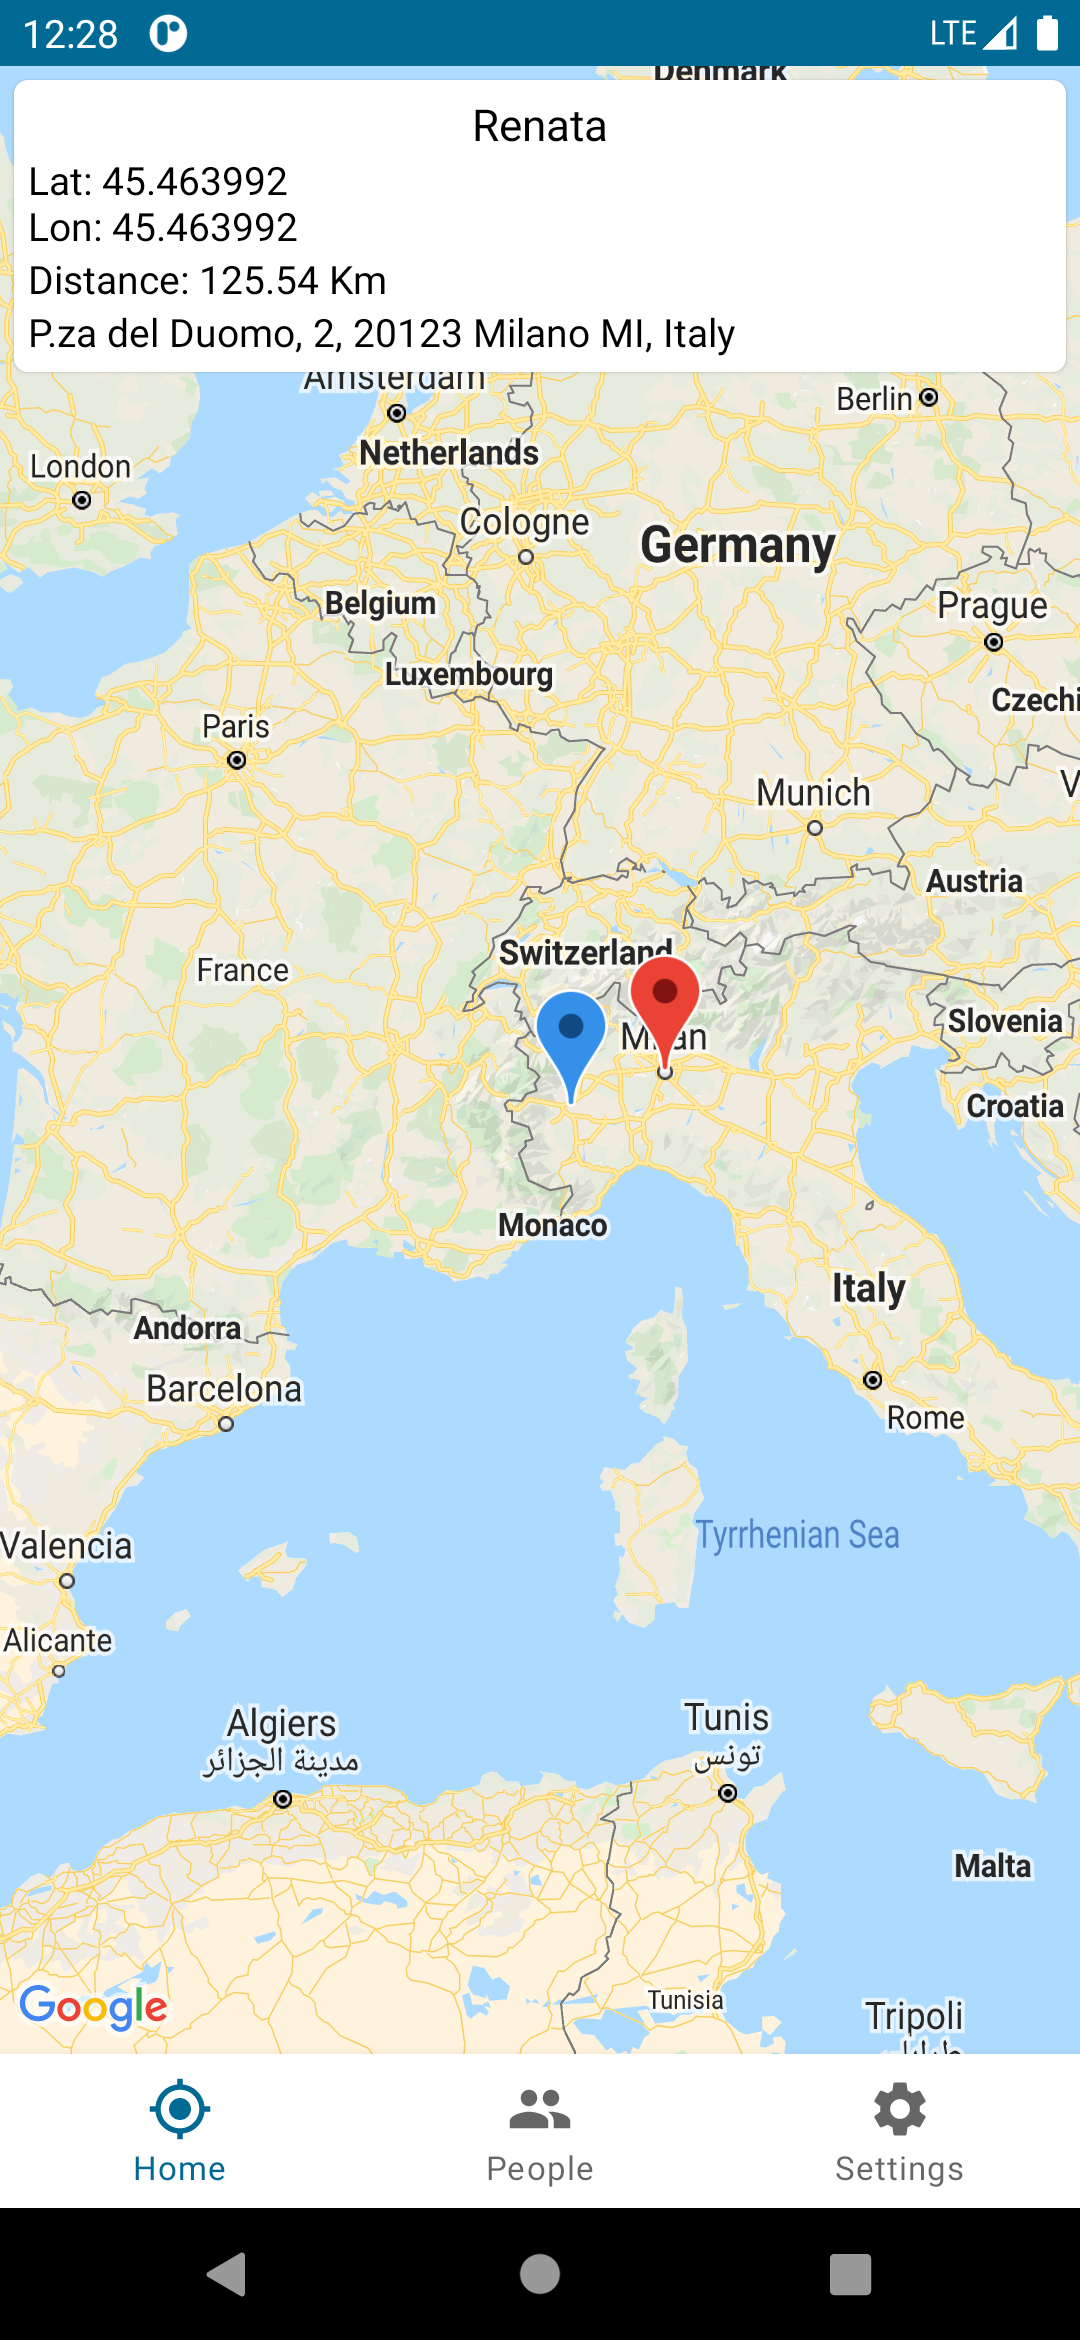 12:28
LTE
Denmark
Renata
Lat: 45.463992
Lon: 45.463992
Distance: 125.54 Km
P.za del Duomo, 2, 20123 Milano MI, Italy
Amsterdam
Berlin
Netherlands
London
Cologne
Germany
Belgium
Prague
Luxembourg
Czechi
Paris
Munich
V
Austria
Switzerland
France
Milan
Slovenia
Croatia
Monaco
Italy
Andorra
Barcelona
Rome
Tyrrhenian Sea
Valencia
Alicante
Algiers
مدينة الجزائر
Tunis
تونس
Malta
Tunisia
Google
Tripoli
Home
People
Settings